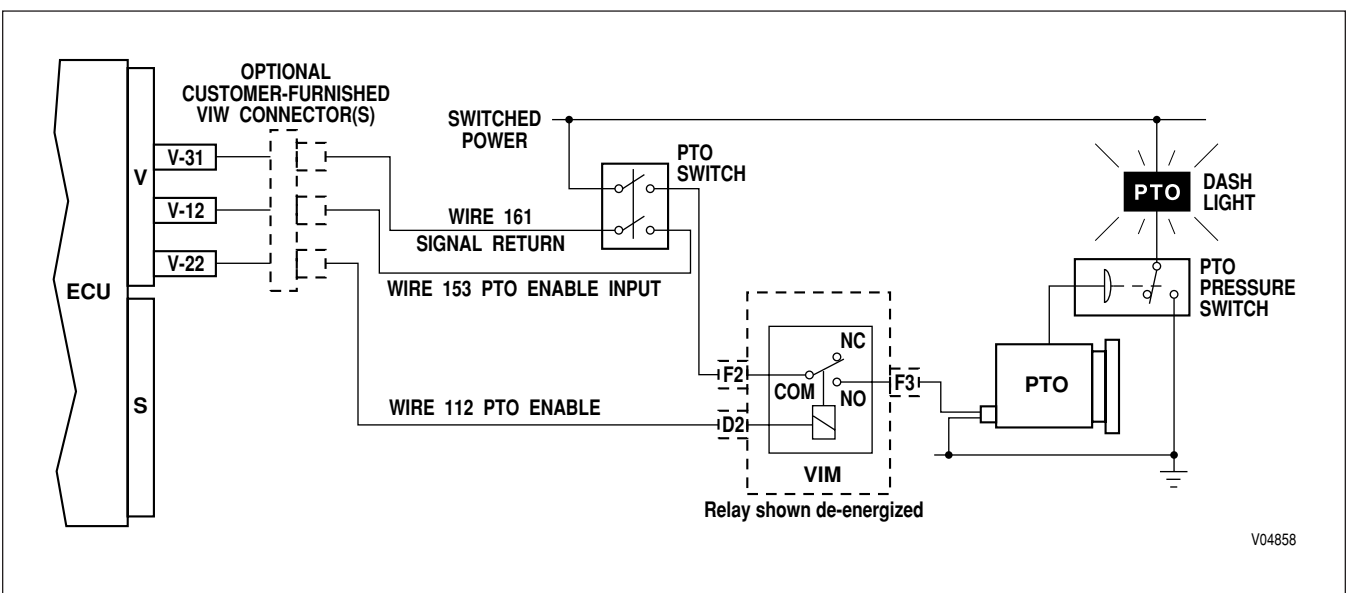 OPTIONAL
CUSTOMER-FURNISHED
VIW CONNECTOR(S)
SWITCHED
POWER
PTO
SWITCH
V-31
V
V-12
V-22
ECU
S
WIRE 161
SIGNAL RETURN
WIRE 153 PTO ENABLE INPUT
WIRE 112 PTO ENABLE
PTO
DASH
LIGHT
PTO
PRESSURE
SWITCH
F2
D2
NC
COM
NO
F3
VIM
Relay shown de-energized
PTO
V04858